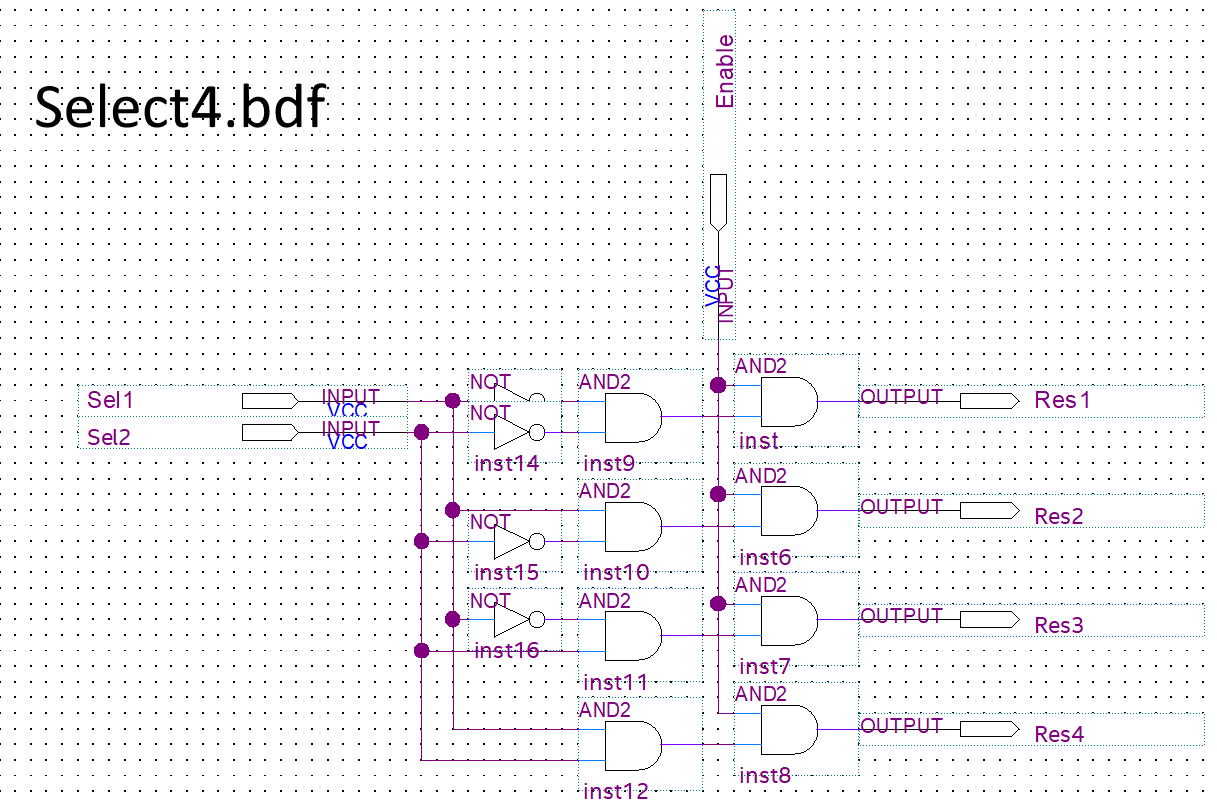 Enable
Select4.bdf
VCC
INPUT
AND2
NOT
AND2
Sel1
INPUT
VCC
OUTPUT
Res1
NOT
Sel2
INPUT
VCC
inst
inst14
inst9
AND2
AND2
OUTPUT
Res2
NOT
inst6
inst15
inst10
AND2
NOT
AND2
OUTPUT
Res3
inst16
inst7
inst11
AND2
AND2
OUTPUT
Res4
inst8
inst12